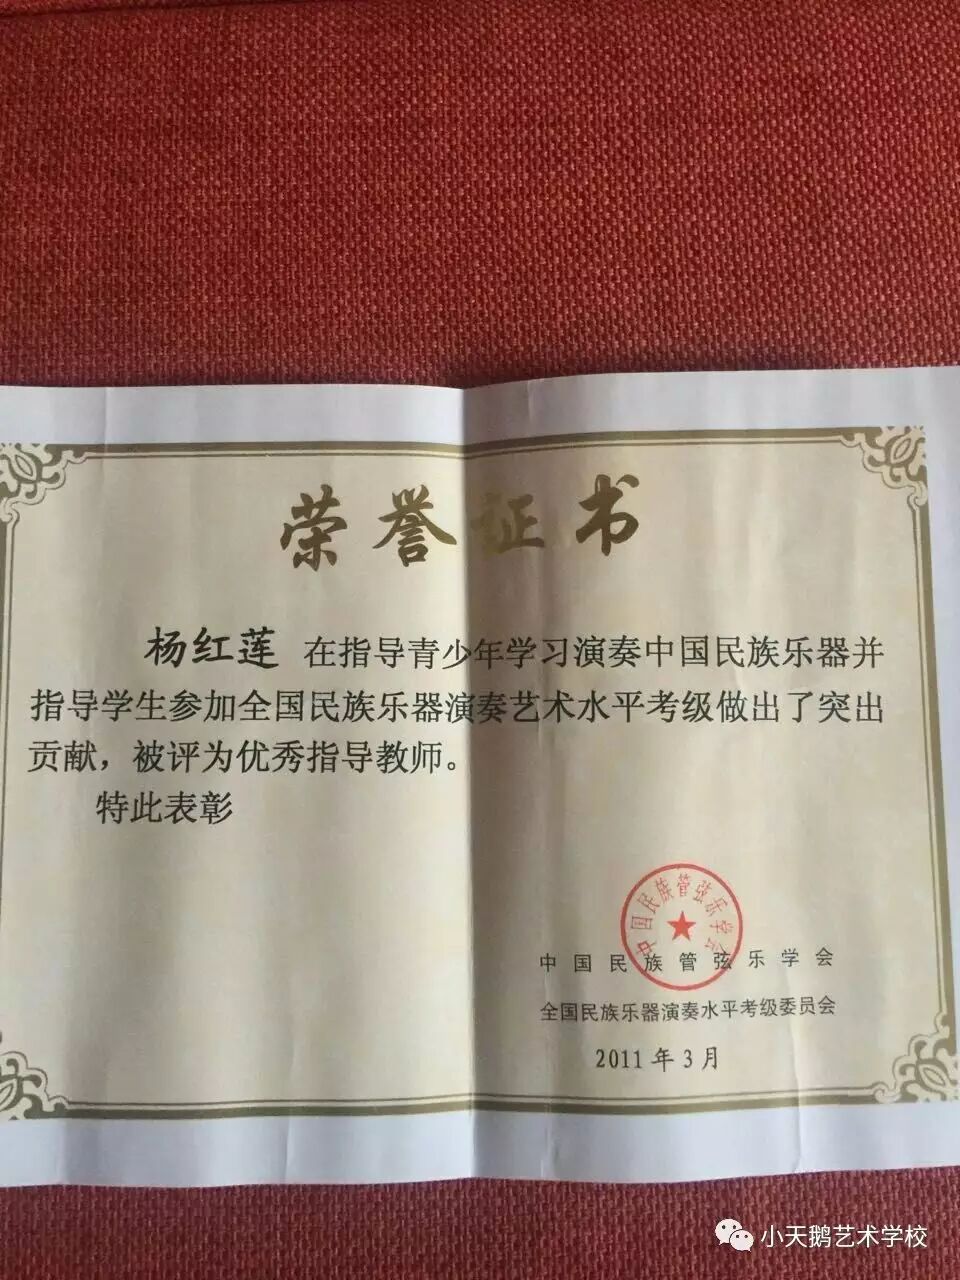 荣誉证书
杨红莲 在指导青少年学习演奏中国民族乐器并
指导学生参加全国民族乐器演奏艺术水平考级做出了突出
贡献，被评为优秀指导教师。
特此表彰
中国民族管弦乐学会
中国民族管弦乐学会
全国民族乐器演奏水平考级委员会
2011年3月
小天鹅艺术学校